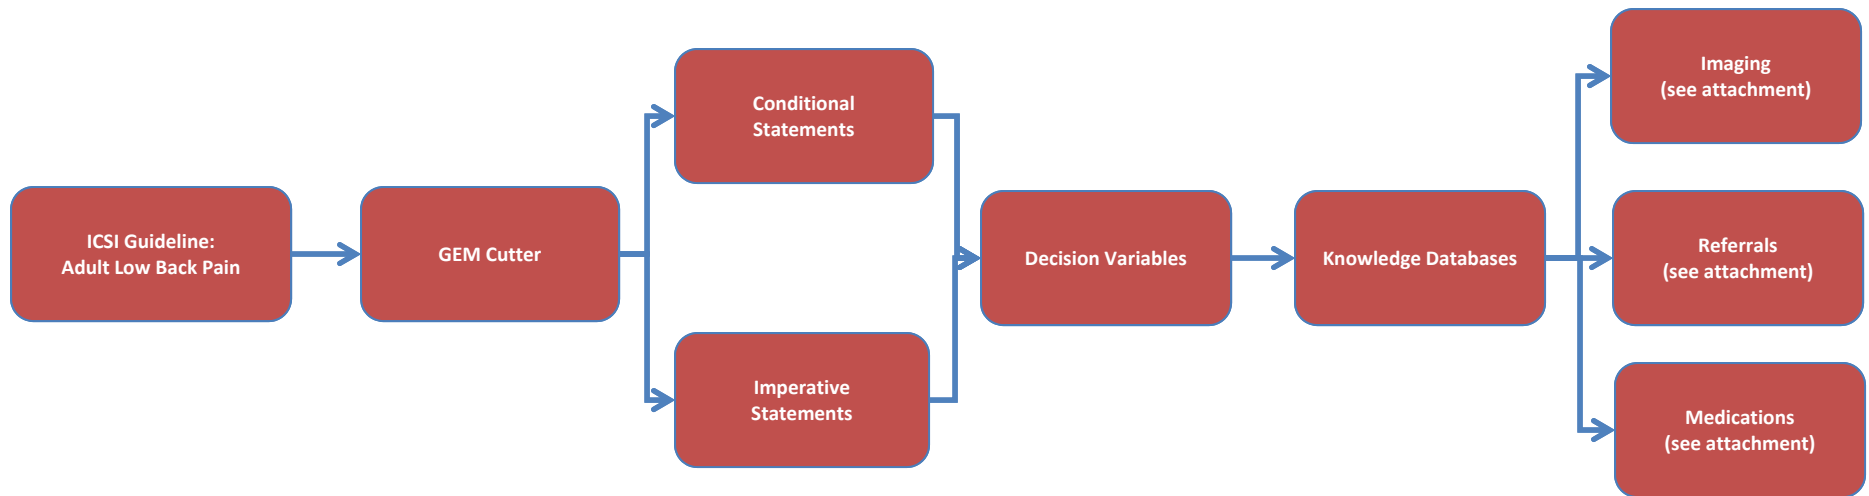 ICSI Guideline:
Adult Low Back Pain
GEM Cutter
Conditional
Statements
Imperative
Statements
Decision Variables
Knowledge Databases
Imaging
(see attachment)
Referrals
(see attachment)
Medications
(see attachment)